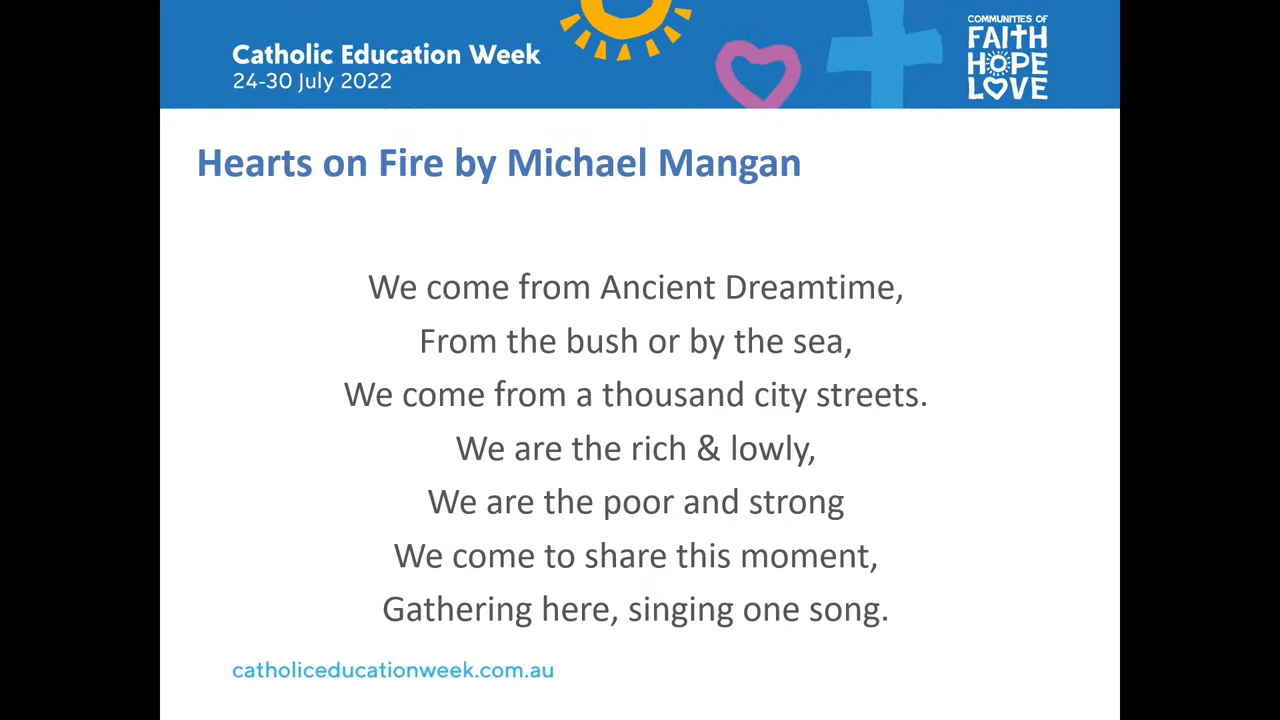 Catholic Education Week
24-30 July 2022
COMMUNITIES OF
FAITH
HOPE
LOVE
Hearts on Fire by Michael Mangan
We come from Ancient Dreamtime,
From the bush or by the sea,
We come from a thousand city streets.
We are the rich & lowly,
We are the poor and strong
We come to share this moment,
Gathering here, singing one song.
catholiceducationweek.com.au